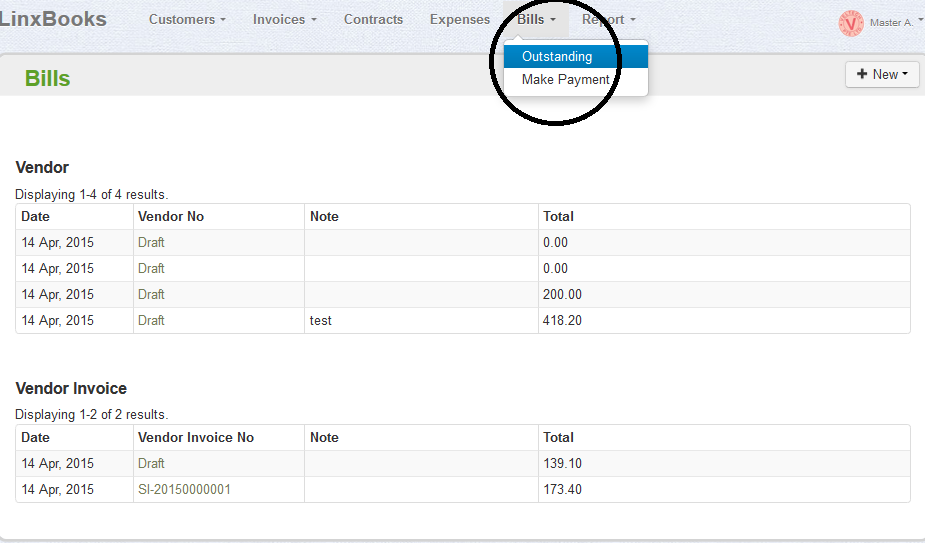 LinxBooks Customers Invoices Contracts Expenses Bills Report Master A.
Outstanding
Make Payment
Bills
New
Vendor
Displaying 1-4 of 4 results.
Date Vendor No Note Total
14 Apr, 2015 Draft 0.00
14 Apr, 2015 Draft 0.00
14 Apr, 2015 Draft 200.00
14 Apr, 2015 Draft test 418.20
Vendor Invoice
Displaying 1-2 of 2 results.
Date Vendor Invoice No Note Total
14 Apr, 2015 Draft 139.10
14 Apr, 2015 SI-20150000001 173.40